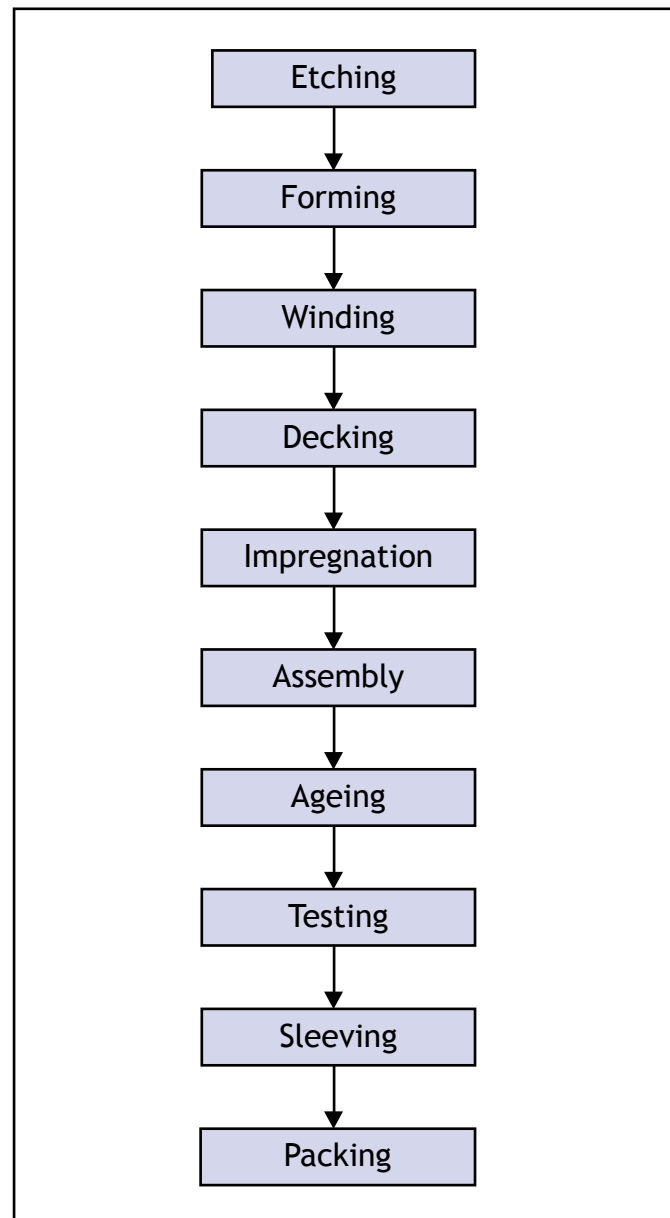 Etching
Forming
Winding
Decking
Impregnation
Assembly
Ageing
Testing
Sleeving
Packing